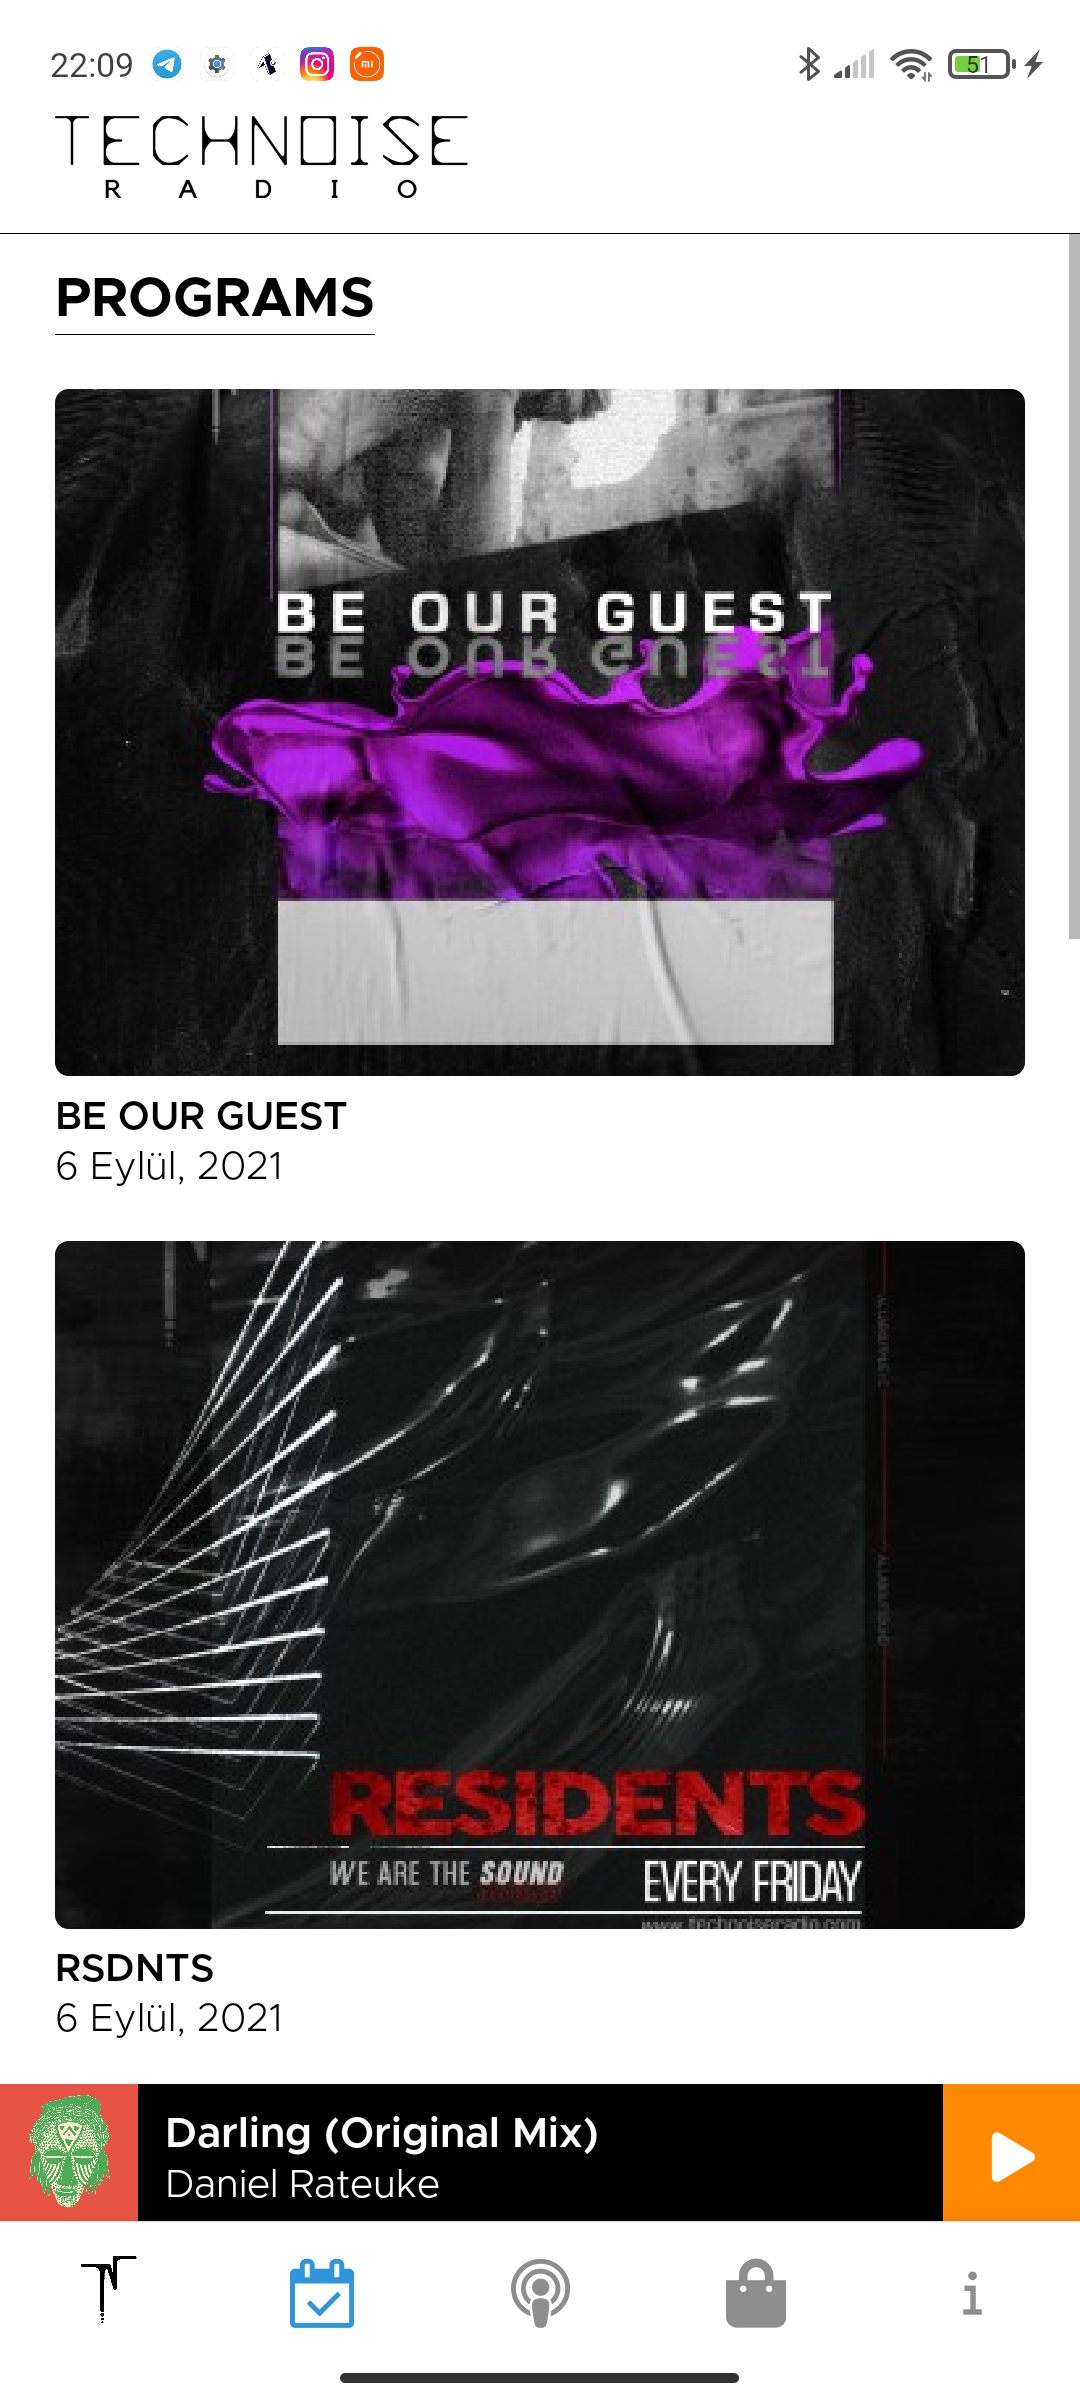 22:09
51
TECHNOISE
RADIO
PROGRAMS
BE OUR GUEST
BE OUR GUEST
BE OUR GUEST
6 Eylül, 2021
RESIDENTS
WE ARE THE SOUND
EVERY FRIDAY
www.technoiseradio.com
RSDNTS
6 Eylül, 2021
Darling (Original Mix)
Daniel Rateuke